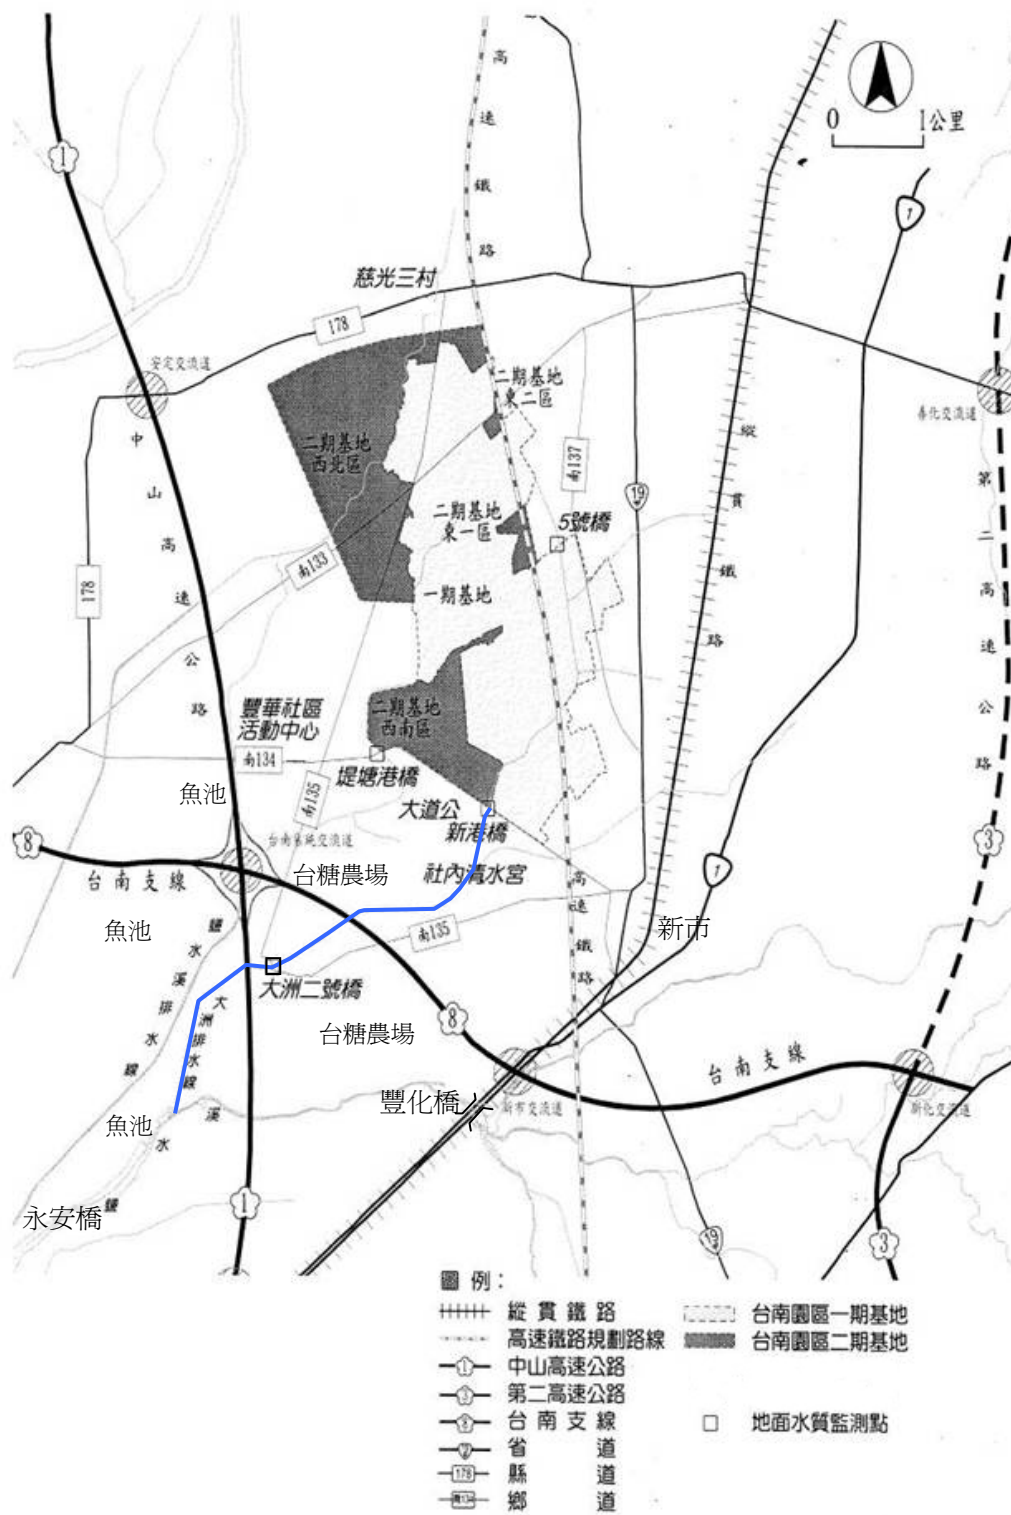 高速鐵路
1
0 1公里
1
慈光三村
178
安定交流道
二期基地
東二區
善化交流道
中山高速公路
二期基地
西北區
南137
縱貫鐵路
第二高速公路
19
二期基地
東一區
5號橋
南133
178
一期基地
豐華社區
活動中心
二期基地
西南區
南134
堤塘港橋
魚池
南135
大道公
新港橋
8
台南系統交流道
3
台南支線
台糖農場
社內清水宮
高速鐵路
1
魚池
鹽水溪排水線
南135
新市
大洲二號橋
大洲排水線
台糖農場
8
台南支線
豐化橋
新市交流道
新化交流道
魚池
鹽水溪
永安橋
1
19
3
圖例：
縱貫鐵路
台南園區一期基地
高速鐵路規劃路線
台南園區二期基地
1 中山高速公路
3 第二高速公路
8 台南支線
地面水質監測點
省道
178 縣道
鄉道